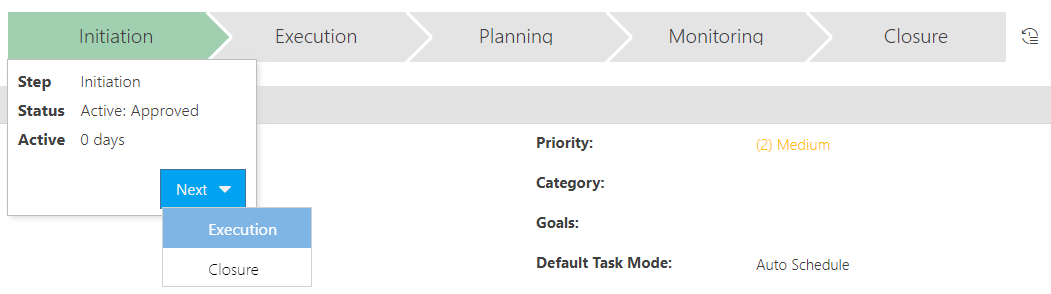 Initiation
Execution
Planning
Monitoring
Closure
Step Initiation
Status Active: Approved
Active 0 days
Next
Execution
Closure
Priority: (2) Medium
Category:
Goals:
Default Task Mode: Auto Schedule